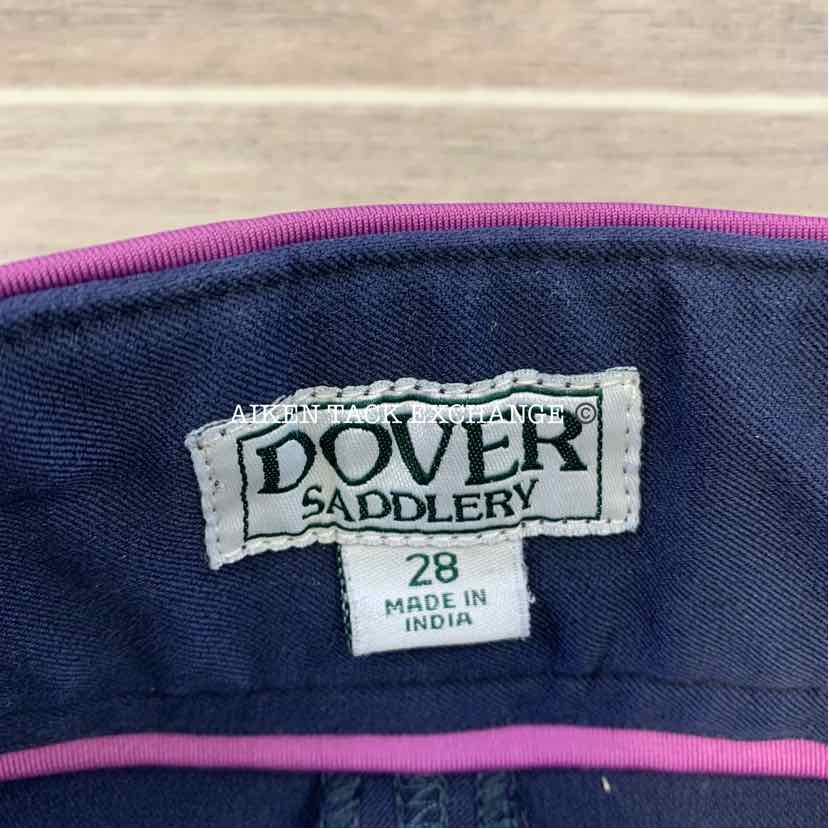 AIKEN TACK EXCHANGE ©
DOVER
SADDLERY
28
MADE IN
INDIA